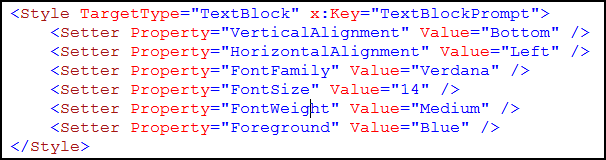 <Style TargetType="TextBlock" x:Key="TextBlockPrompt">
<Setter Property="VerticalAlignment" Value="Bottom" />
<Setter Property="HorizontalAlignment" Value="Left" />
<Setter Property="FontFamily" Value="Verdana" />
<Setter Property="FontSize" Value="14" />
<Setter Property="FontWeight" Value="Medium" />
<Setter Property="Foreground" Value="Blue" />
</Style>